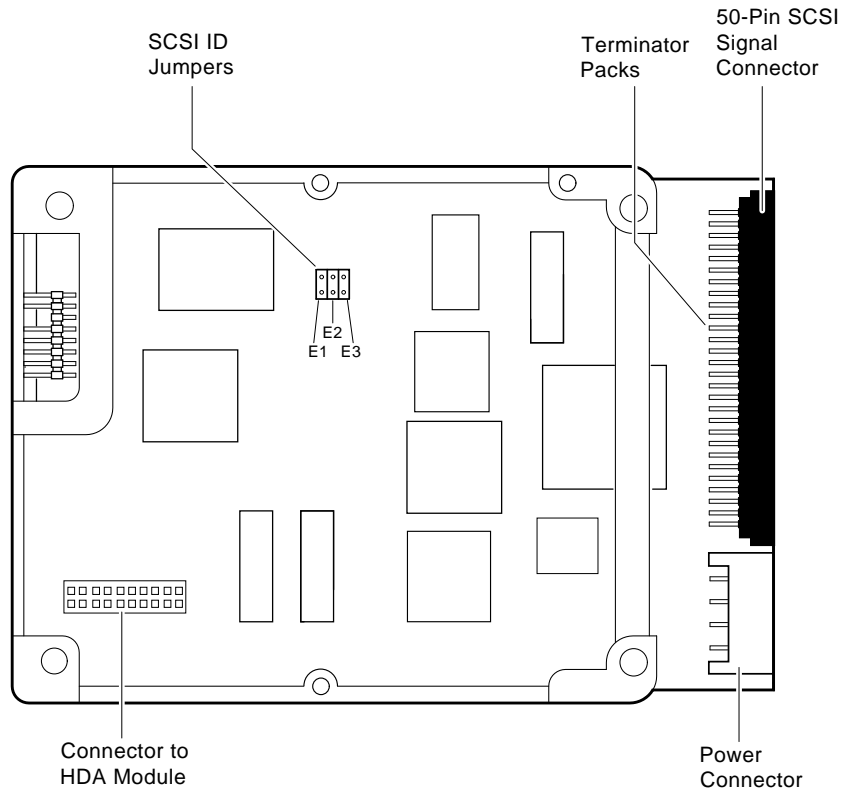 50-Pin SCSI
Signal
Connector
SCSI ID
Jumpers
Terminator
Packs
E2
E1 E3
Connector to
HDA Module
Power
Connector